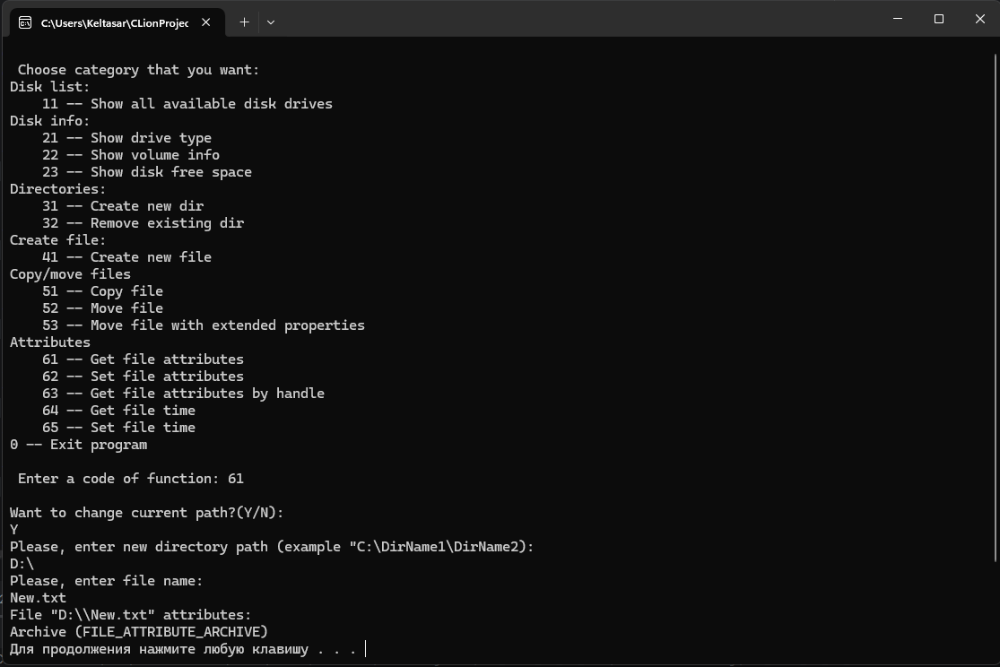 C:\Users\Keltasar\CLionProjec
Choose category that you want:
Disk list:
    11 -- Show all available disk drives
Disk info:
    21 -- Show drive type
    22 -- Show volume info
    23 -- Show disk free space
Directories:
    31 -- Create new dir
    32 -- Remove existing dir
Create file:
    41 -- Create new file
Copy/move files
    51 -- Copy file
    52 -- Move file
    53 -- Move file with extended properties
Attributes
    61 -- Get file attributes
    62 -- Set file attributes
    63 -- Get file attributes by handle
    64 -- Get file time
    65 -- Set file time
0 -- Exit program
Enter a code of function: 61
Want to change current path?(Y/N):
Y
Please, enter new directory path (example "C:\DirName1\DirName2):
D:\
Please, enter file name:
New.txt
File "D:\\New.txt" attributes:
Archive (FILE_ATTRIBUTE_ARCHIVE)
Для продолжения нажмите любую клавишу . . .